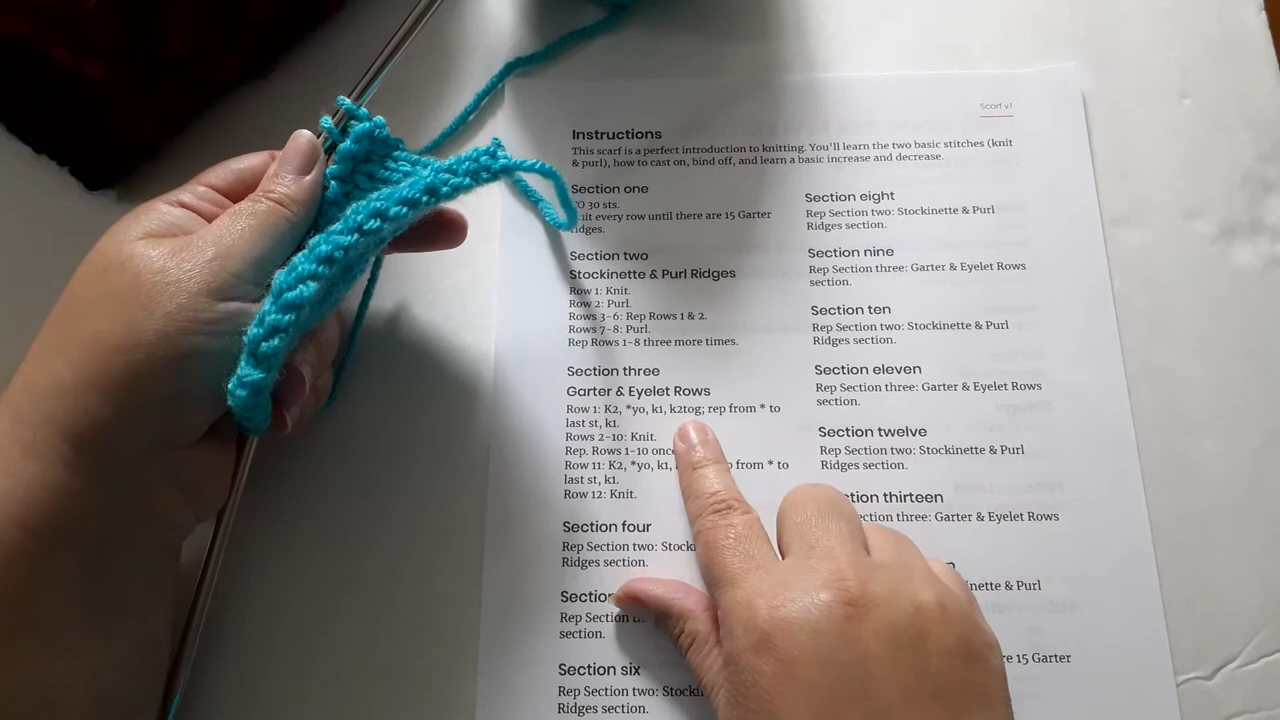 Scarf v1
Instructions
This scarf is a perfect introduction to knitting. You'll learn the two basic stitches (knit
& purl), how to cast on, bind off, and learn a basic increase and decrease.
Section one
30 sts.
every row until there are 15 Garter
Section two
Stockinette & Purl Ridges
Row 1: Knit.
Row 2: Purl.
Rows 3-6: Rep Rows 1 & 2.
Rows 7-8: Purl.
Rep Rows 1-8 three more times.
Section three
Garter & Eyelet Rows
Row 1: K2, *yo, k1, k2tog; rep from * to
last st, k1.
Rows 2-10: Knit.
Rep. Rows 1-10
Row 11: K2, *yo, k1, from * to
last st, k1.
Row 12: Knit.
Section four
Rep Section two:
Ridges section.
Rep Section
section.
Section six
Rep Section two:
Ridges section.
Section eight
Rep Section two: Stockinette & Purl
Ridges section.
Section nine
Rep Section three: Garter & Eyelet Rows
section.
Section ten
Rep Section two: Stockinette & Purl
Ridges section.
Section eleven
Rep Section three: Garter & Eyelet Rows
section.
Section twelve
Rep Section two: Stockinette & Purl
Ridges section.
thirteen
three: Garter & Eyelet Rows
& Purl
15 Garter